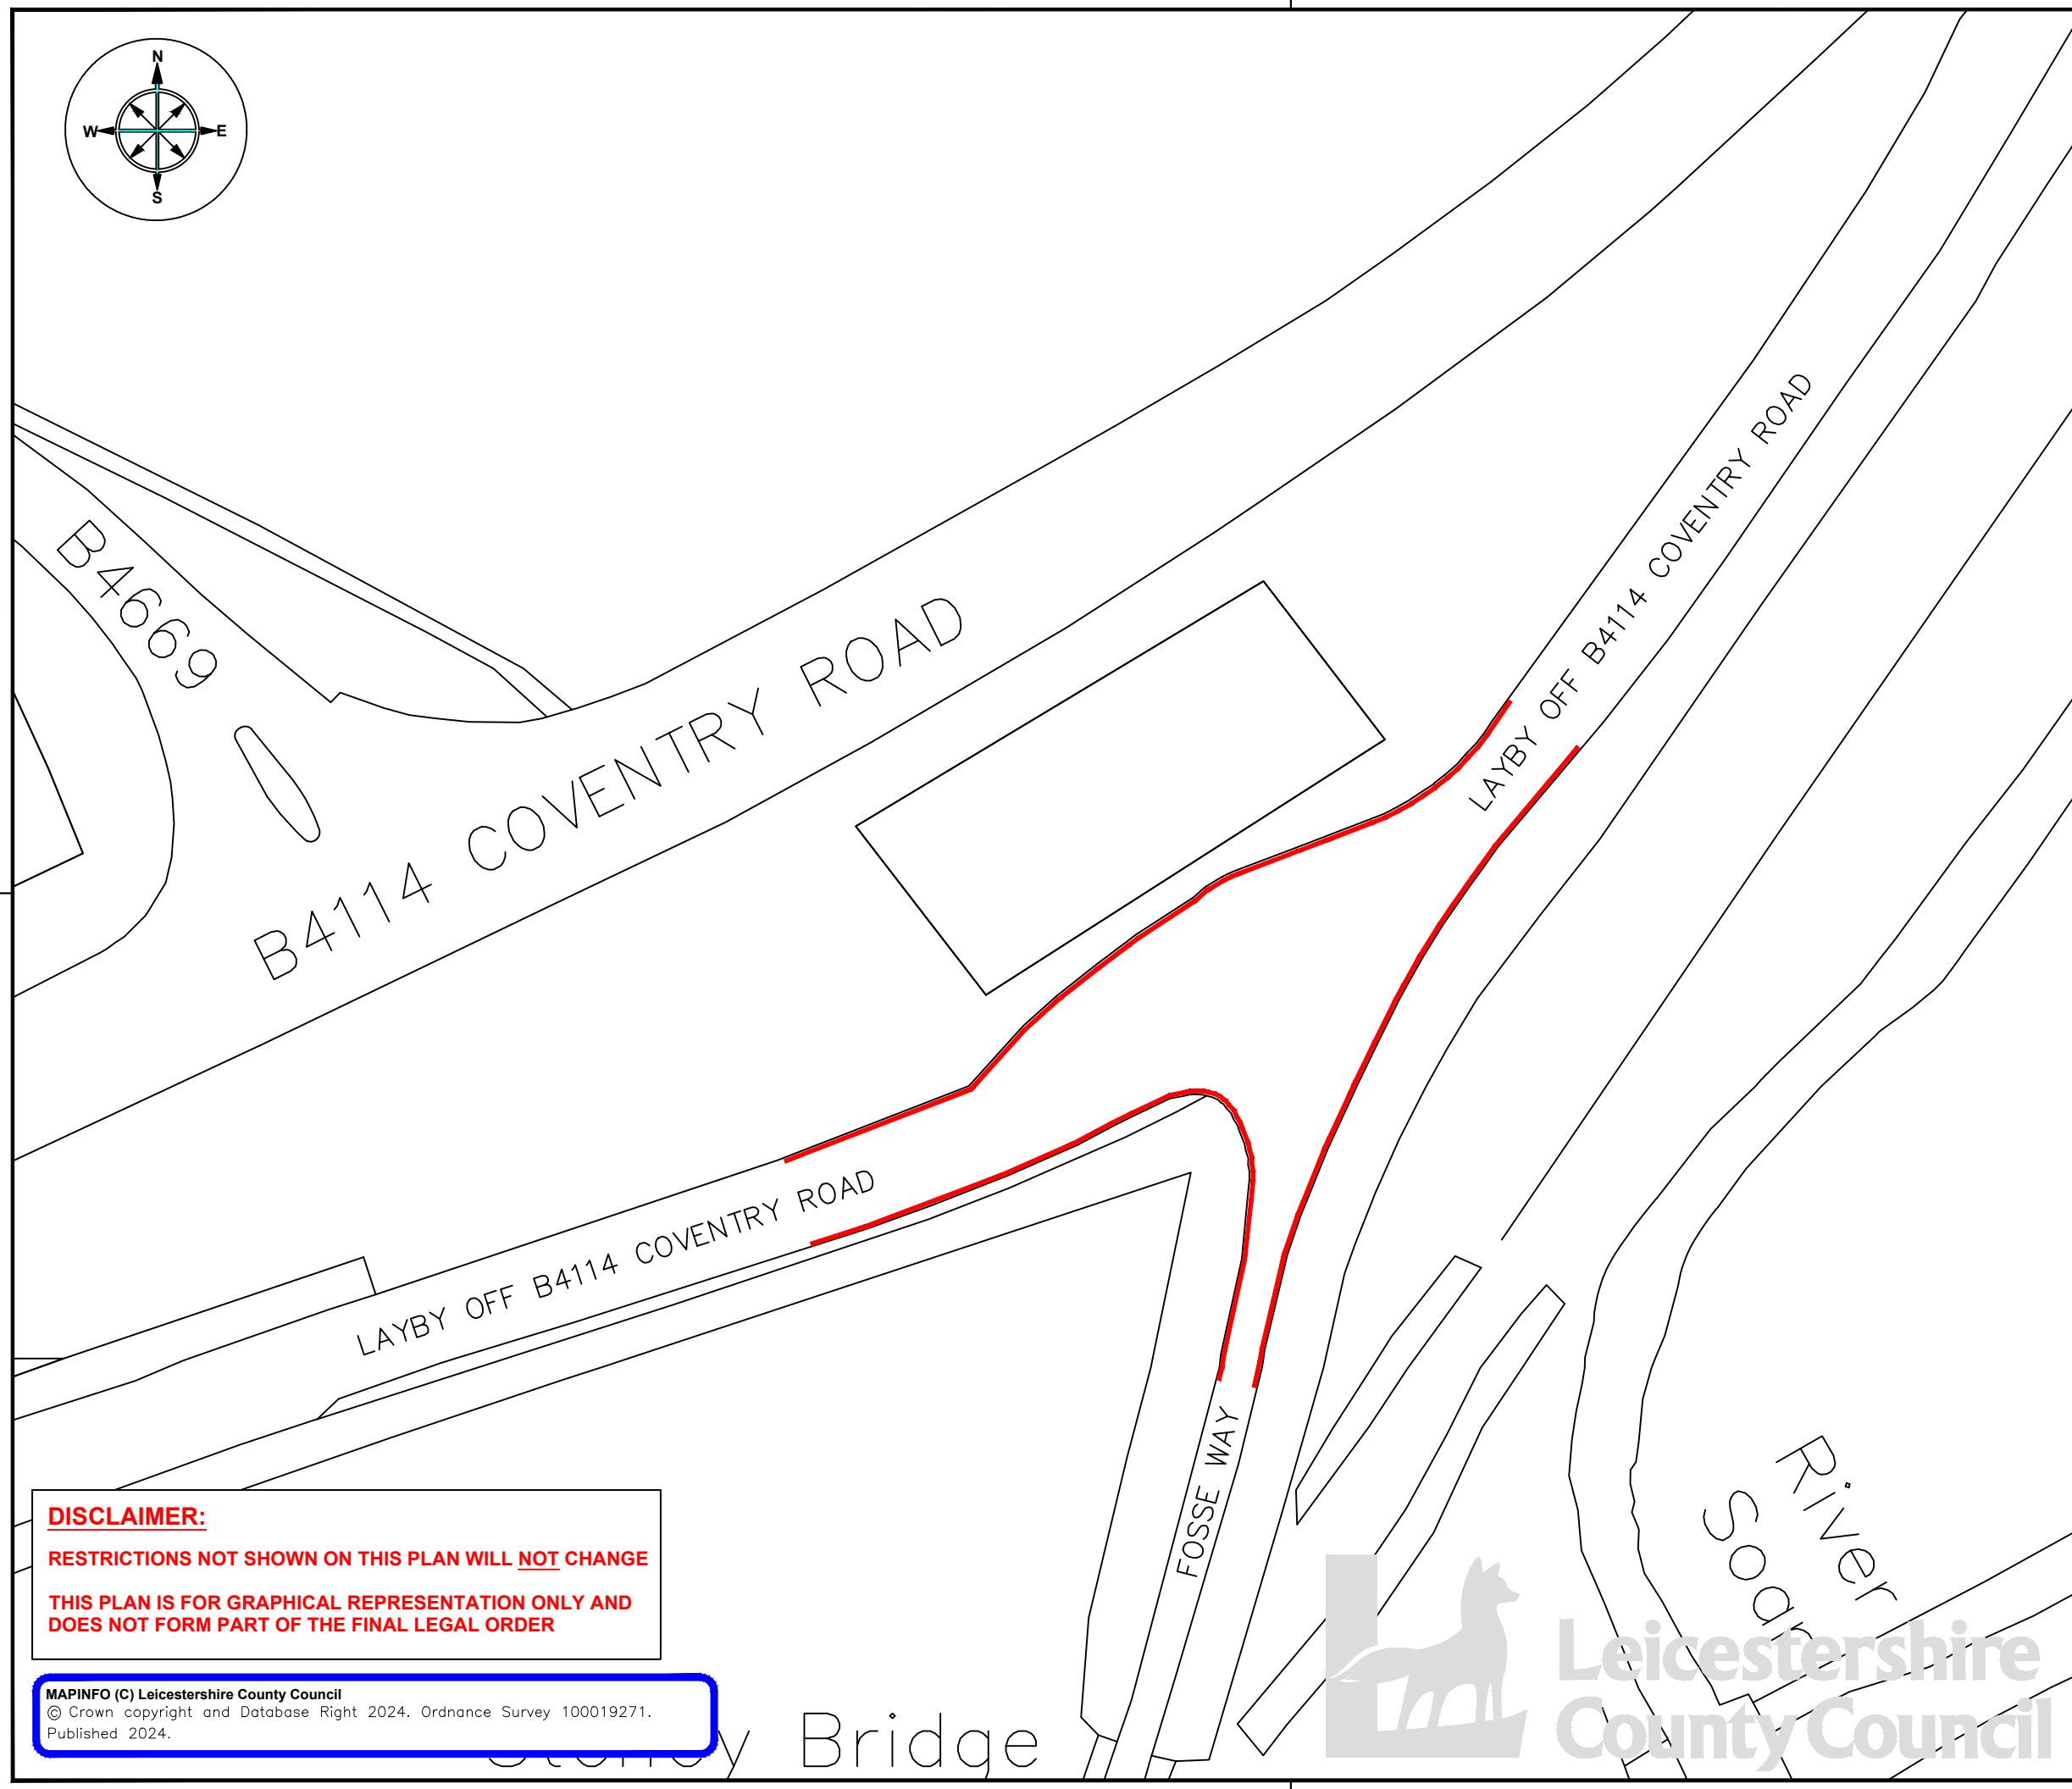 N
W E
S
B4669
B4114 COVENTRY ROAD
LAYBY OFF B4114 COVENTRY ROAD
LAYBY OFF B4114 COVENTRY ROAD
FOSSE WAY
River
Soar
DISCLAIMER:
RESTRICTIONS NOT SHOWN ON THIS PLAN WILL NOT CHANGE
THIS PLAN IS FOR GRAPHICAL REPRESENTATION ONLY AND
DOES NOT FORM PART OF THE FINAL LEGAL ORDER
MAPINFO (C) Leicestershire County Council
© Crown copyright and Database Right 2024. Ordnance Survey 100019271.
Published 2024.
Bridge
Leicestershire
County Council